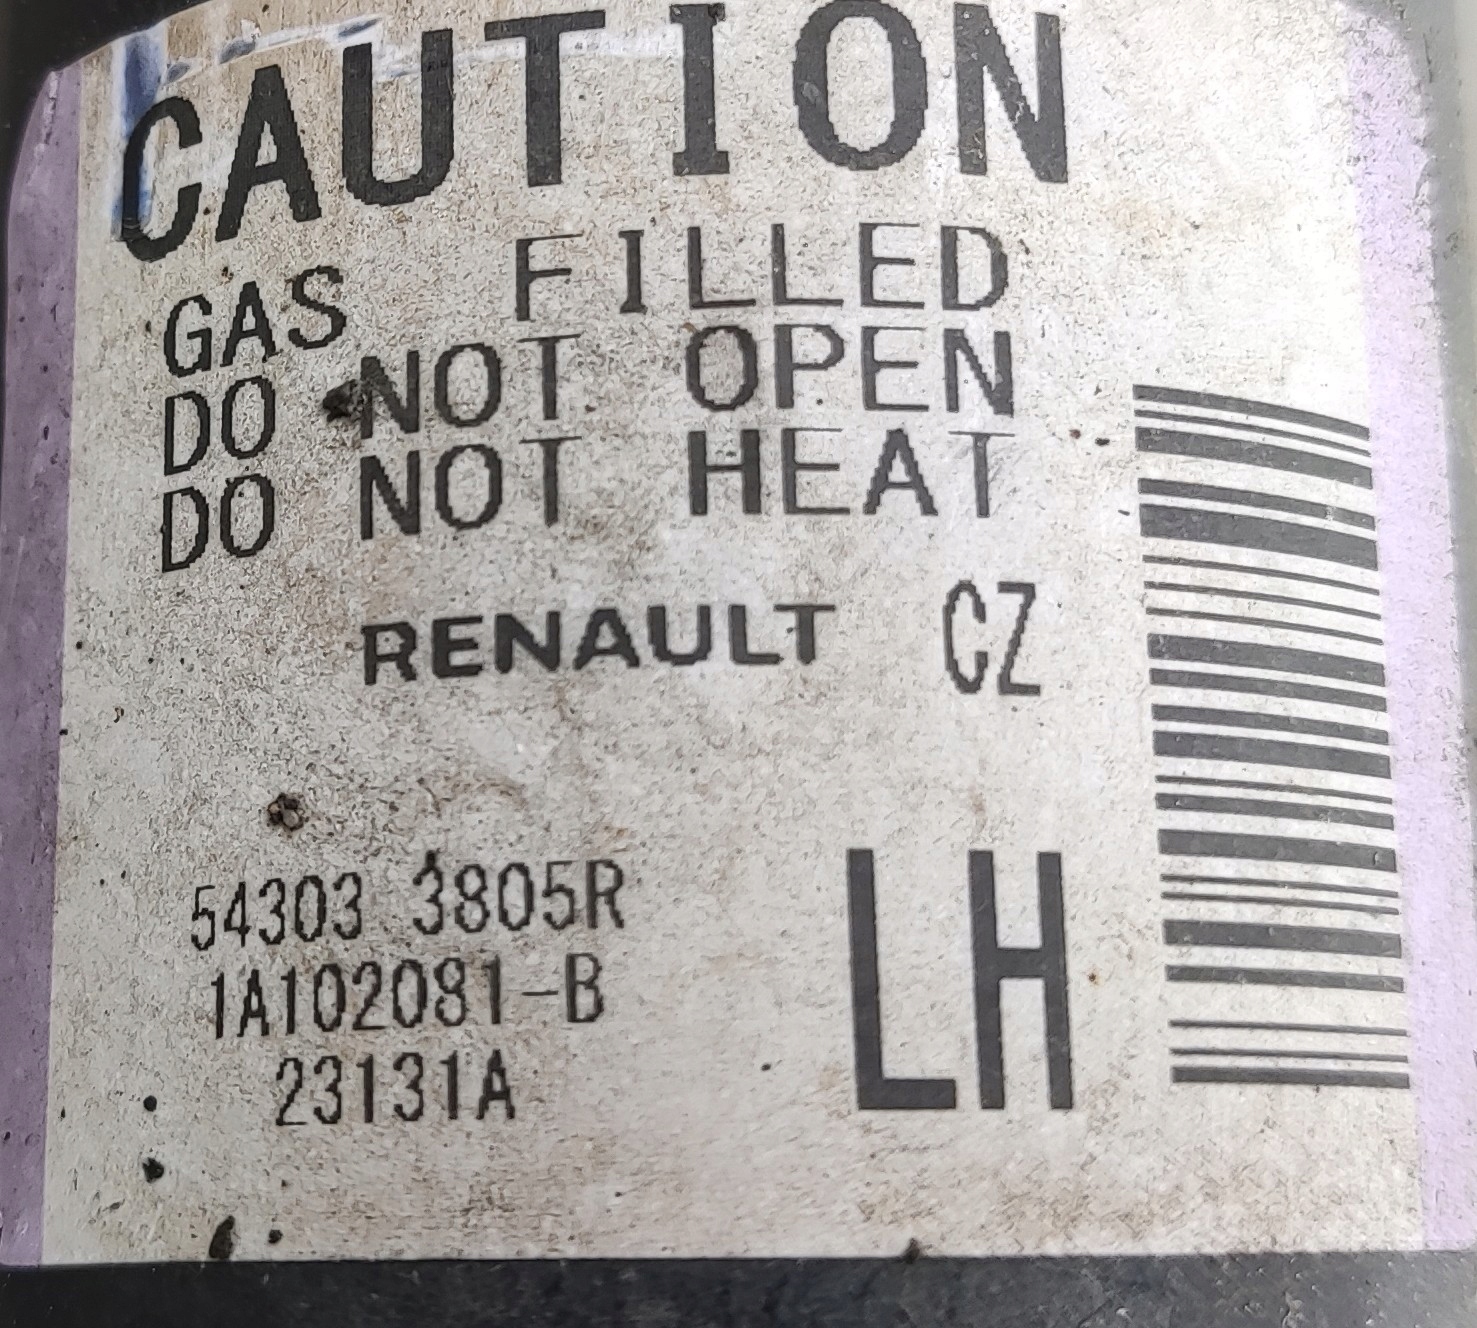 CAUTION
GAS FILLED
DO NOT OPEN
DO NOT HEAT
RENAULT CZ
54303 3805R
1A102081-B
23131A
LH